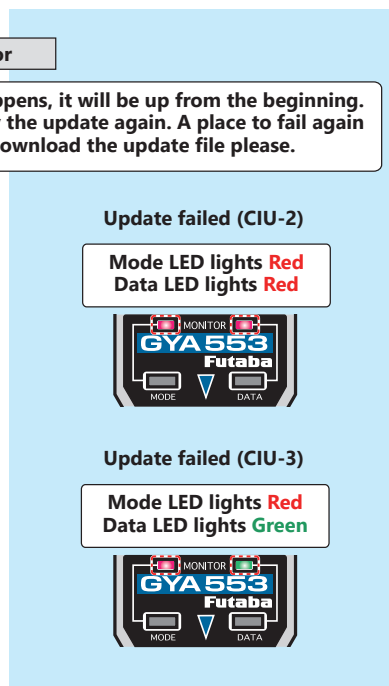 or
ppens, it will be up from the beginning.
the update again. A place to fail again
ownload the update file please.
Update failed (CIU-2)
Mode LED lights Red
Data LED lights Red
MONITOR
GYA553
Futaba
MODE DATA
Update failed (CIU-3)
Mode LED lights Red
Data LED lights Green
MONITOR
GYA553
Futaba
MODE DATA